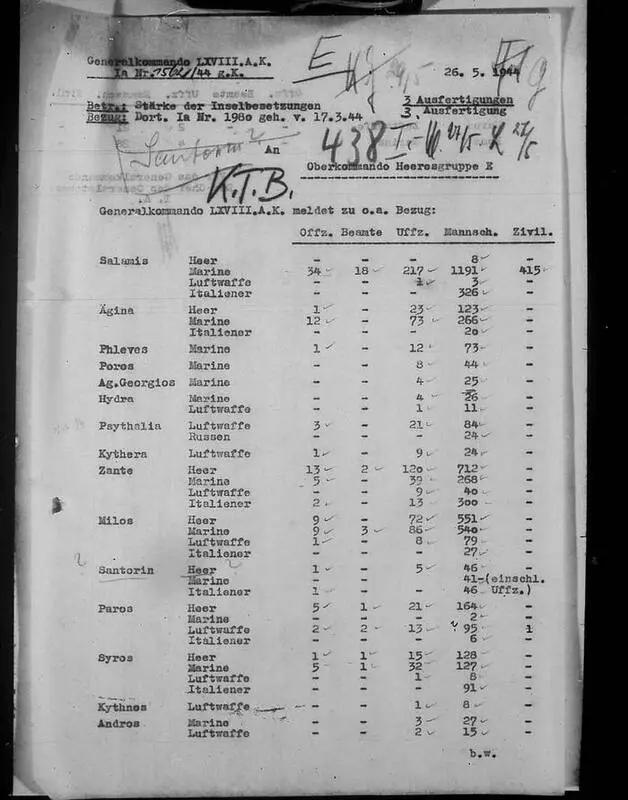 Generalkommando LXVIII.A.K.
Ia Nr. /44 g.K.
26. 5. 1944
Betr.: Stärke der Inselbesetzungen
3 Ausfertigungen
Bezug: Dort. Ia Nr. 198o geh. v. 17.3.44
3. Ausfertigung
Santorin ?
An
438
Oberkommando Heeresgruppe E
K.T.B.
Generalkommando LXVIII.A.K. meldet zu o.a. Bezug:
Offz. Beamte Uffz. Mannsch. Zivil.
Salamis Heer - - - 8 -
Marine 34 18 217 1191 415
Luftwaffe - - 1 3 -
Italiener - - - 326 -
Ägina Heer 1 - 23 123 -
Marine 12 - 73 266 -
Italiener - - - 2o -
Phleves Marine 1 - 12 73 -
Poros Marine - - 8 44 -
Ag.Georgios Marine - - 4 25 -
Hydra Marine - - 4 26 -
Luftwaffe - - 1 11 -
Psythalia Luftwaffe 3 - 21 84 -
Russen - - - 24 -
Kythera Luftwaffe 1 - 9 24 -
Zante Heer 13 2 12o 712 -
Marine 5 - 39 268 -
Luftwaffe - - 9 4o -
Italiener 2 - 13 3oo -
Milos Heer 9 - 72 551 -
Marine 9 3 86 54o -
Luftwaffe 1 - 8 79 -
Italiener - - - 27 -
Santorin Heer 1 - 5 46 -
Marine - - - 41-(einschl.
Italiener 1 - - 46 Uffz.)
Paros Heer 5 1 21 164 -
Marine - - - 2 -
Luftwaffe 2 2 13 ? 95 1
Italiener - - - 6 -
Syros Heer 1 1 15 128 -
Marine 5 1 32 127 -
Luftwaffe - - 1 8 -
Italiener - - - 91 -
Kythnos Luftwaffe - - 1 8 -
Andros Marine - - 3 27 -
Luftwaffe - - 2 15 -
b.w.